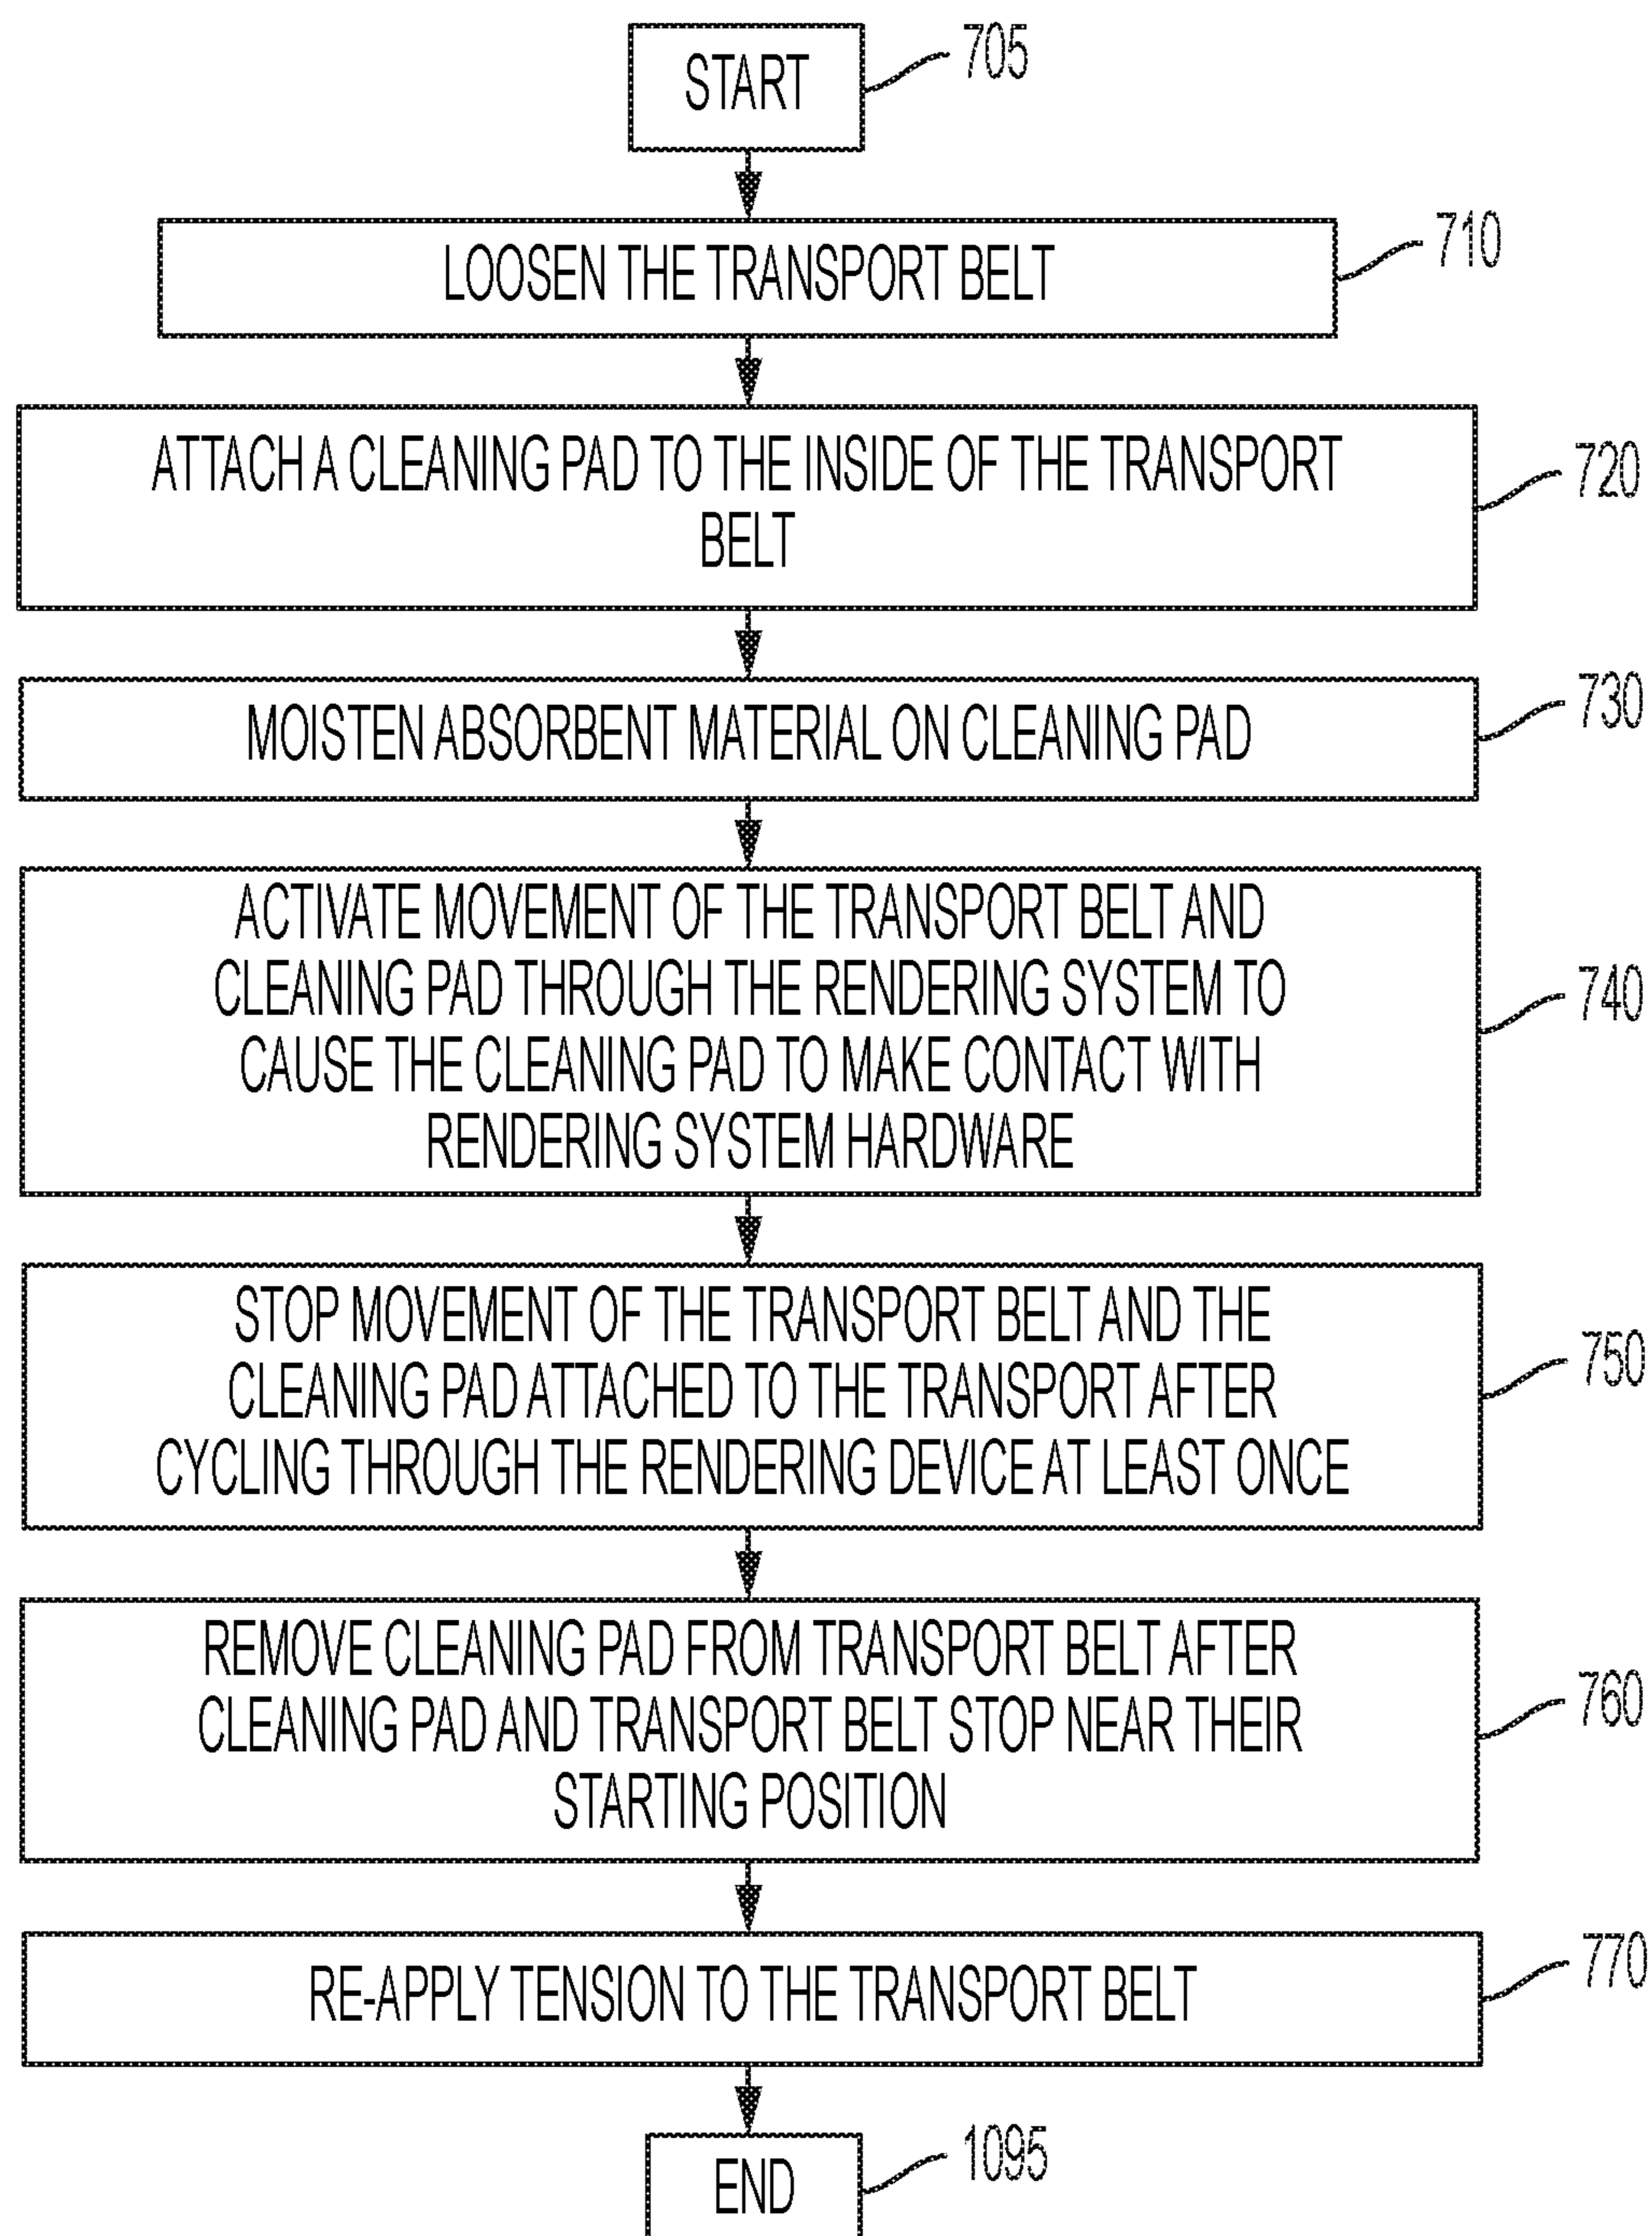 START
705
LOOSEN THE TRANSPORT BELT
710
ATTACH A CLEANING PAD TO THE INSIDE OF THE TRANSPORT
BELT
720
MOISTEN ABSORBENT MATERIAL ON CLEANING PAD
730
ACTIVATE MOVEMENT OF THE TRANSPORT BELT AND
CLEANING PAD THROUGH THE RENDERING SYSTEM TO
CAUSE THE CLEANING PAD TO MAKE CONTACT WITH
RENDERING SYSTEM HARDWARE
740
STOP MOVEMENT OF THE TRANSPORT BELT AND THE
CLEANING PAD ATTACHED TO THE TRANSPORT AFTER
CYCLING THROUGH THE RENDERING DEVICE AT LEAST ONCE
750
REMOVE CLEANING PAD FROM TRANSPORT BELT AFTER
CLEANING PAD AND TRANSPORT BELT STOP NEAR THEIR
STARTING POSITION
760
RE-APPLY TENSION TO THE TRANSPORT BELT
770
END
1095